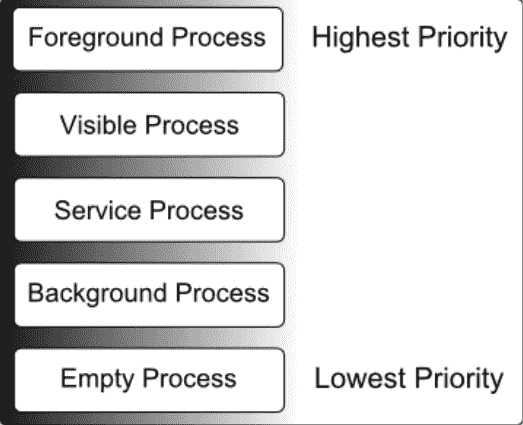 Foreground Process Highest Priority
Visible Process
Service Process
Background Process
Empty Process Lowest Priority